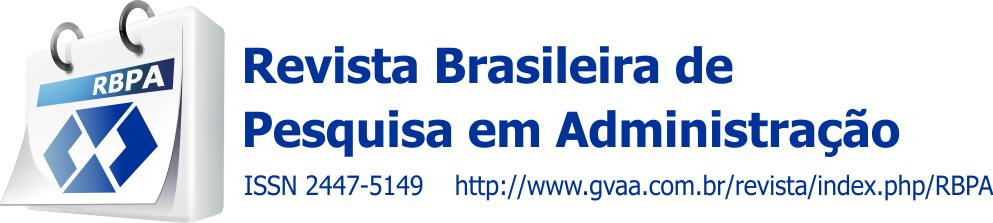 RBPA
Revista Brasileira de
Pesquisa em Administração
ISSN 2447-5149 http://www.gvaa.com.br/revista/index.php/RBPA